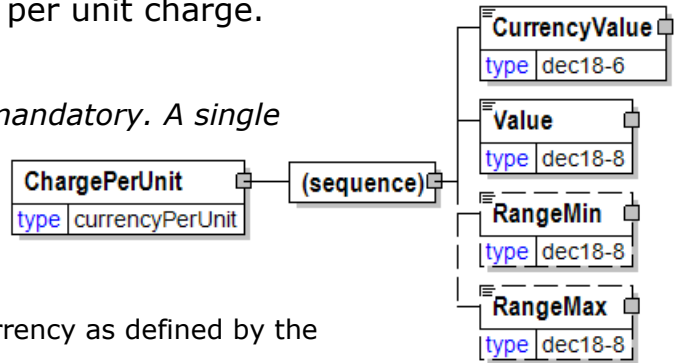 per unit charge.
CurrencyValue
type dec18-6
mandatory. A single
Value
type dec18-8
ChargePerUnit
type currencyPerUnit
(sequence)
RangeMin
type dec18-8
RangeMax
type dec18-8
rrency as defined by the